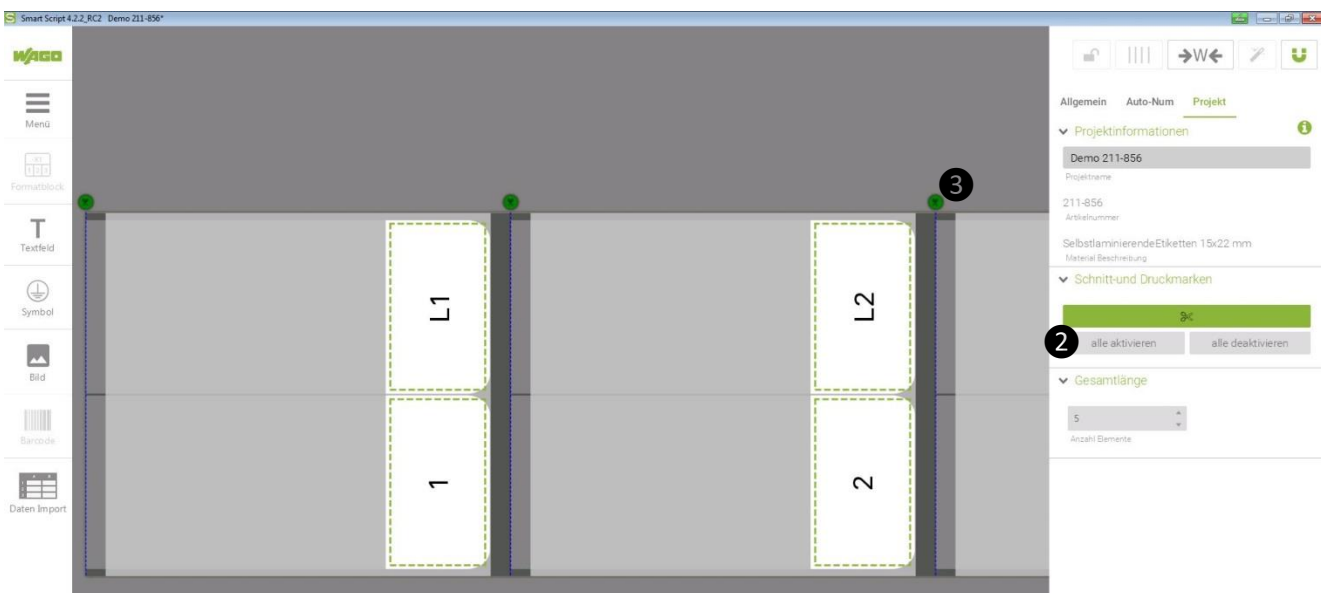 Smart Script 4.2.2_RC2 Demo 211-856*
WAGO
Menü
Formatblock
Textfeld
Symbol
Bild
Barcode
Daten Import
3
L1
L2
1
2
→W←
Allgemein Auto-Num Projekt
Projektinformationen
Demo 211-856
Projektname
211-856
Artikelnummer
SelbstlaminierendeEtiketten 15x22 mm
Material Beschreibung
Schnitt-und Druckmarken
2 alle aktivieren alle deaktivieren
Gesamtlänge
5
Anzahl Elemente